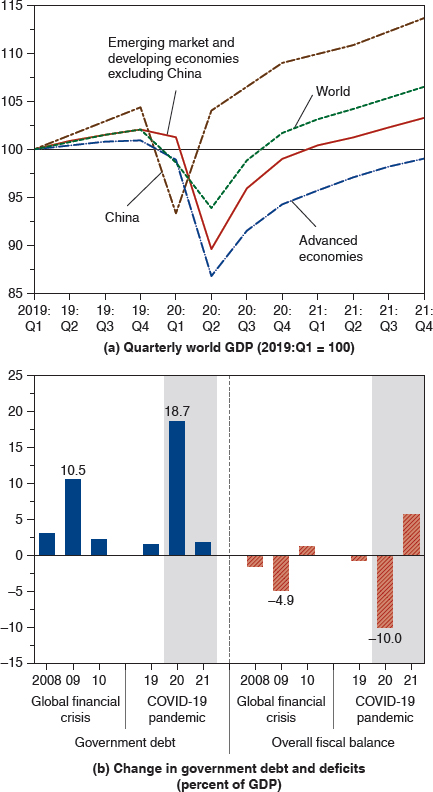 115
110
105
100
95
90
85
Emerging market and
developing economies
excluding China
World
China
Advanced
economies
2019: 19: 19: 19: 20: 20: 20: 20: 21: 21: 21: 21:
Q1 Q2 Q3 Q4 Q1 Q2 Q3 Q4 Q1 Q2 Q3 Q4
(a) Quarterly world GDP (2019:Q1 = 100)
25
20
15
10
5
0
−5
−10
−15
18.7
10.5
−4.9
−10.0
2008 09 10 19 20 21 2008 09 10 19 20 21
Global financial COVID-19 Global financial COVID-19
crisis pandemic crisis pandemic
Government debt Overall fiscal balance
(b) Change in government debt and deficits
(percent of GDP)